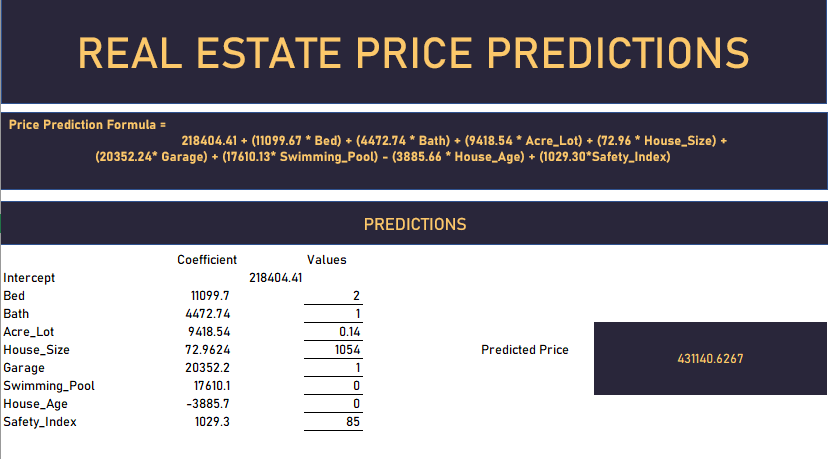 REAL ESTATE PRICE PREDICTIONS
Price Prediction Formula =
218404.41 + (11099.67 * Bed) + (4472.74 * Bath) + (9418.54 * Acre_Lot) + (72.96 * House_Size) +
(20352.24* Garage) + (17610.13* Swimming_Pool) - (3885.66 * House_Age) + (1029.30*Safety_Index)
PREDICTIONS
Coefficient Values
Intercept 218404.41
Bed 11099.7 2
Bath 4472.74 1
Acre_Lot 9418.54 0.14
House_Size 72.9624 1054
Predicted Price 431140.6267
Garage 20352.2 1
Swimming_Pool 17610.1 0
House_Age -3885.7 0
Safety_Index 1029.3 85